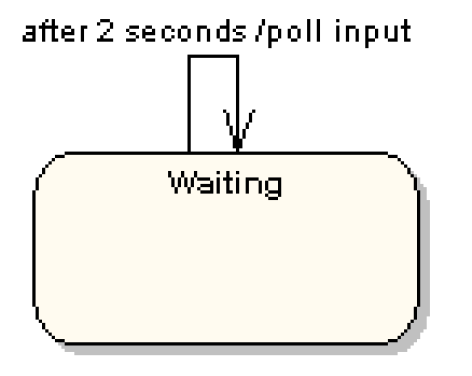 after 2 seconds /poll input
Waiting